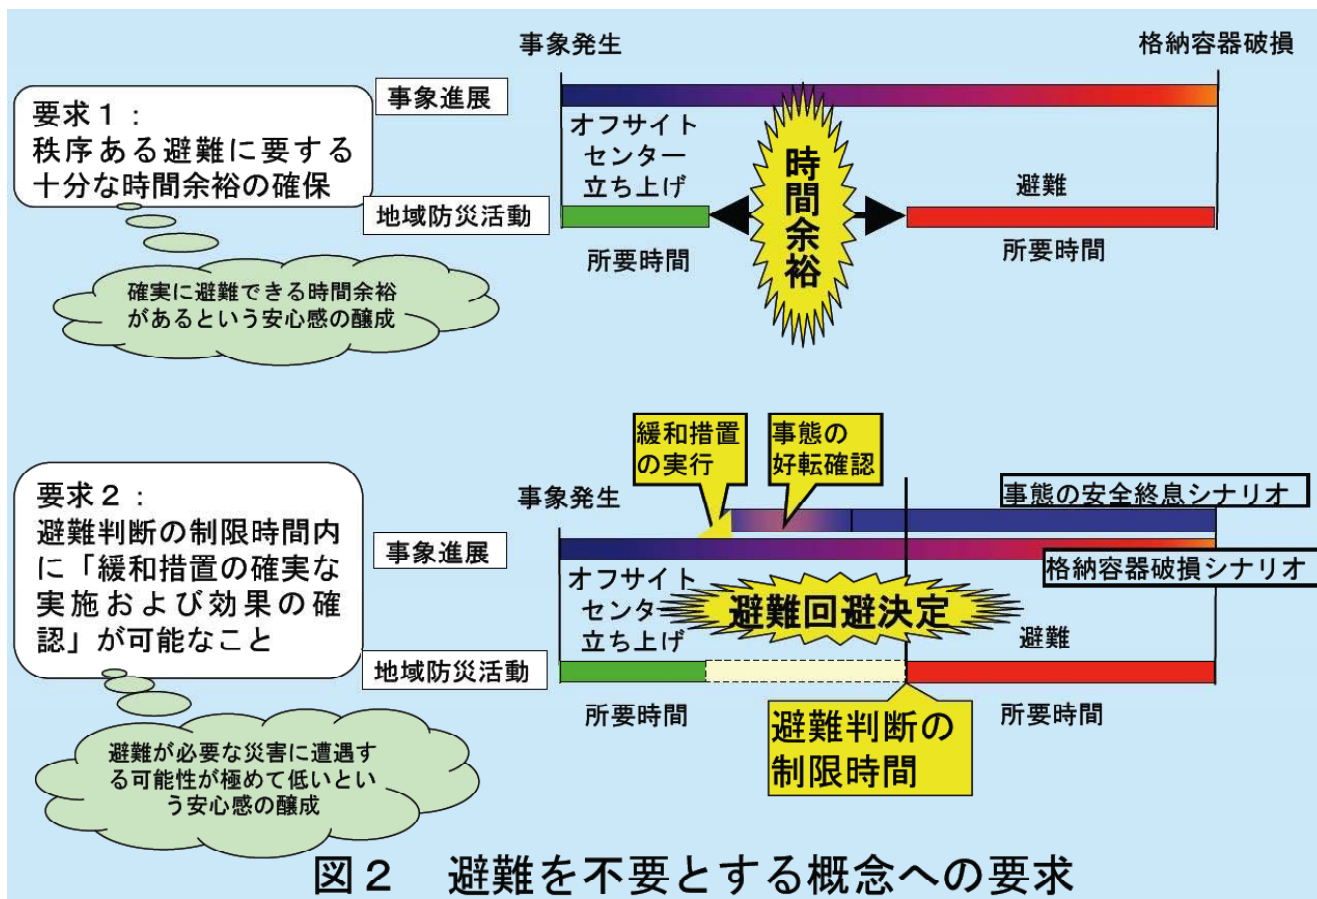 事象発生
格納容器破損
事象進展
要求１：
秩序ある避難に要する
十分な時間余裕の確保
オフサイト
センター
立ち上げ
時間余裕
避難
地域防災活動
所要時間
所要時間
確実に避難できる時間余裕
があるという安心感の醸成
緩和措置
の実行
事態の
好転確認
要求２：
避難判断の制限時間内
に「緩和措置の確実な
実施および効果の確
認」が可能なこと
事象発生
事態の安全終息シナリオ
事象進展
格納容器破損シナリオ
オフサイト
センター
立ち上げ
避難回避決定
避難
地域防災活動
所要時間
避難判断の
制限時間
所要時間
避難が必要な災害に遭遇す
る可能性が極めて低いとい
う安心感の醸成
図２　避難を不要とする概念への要求